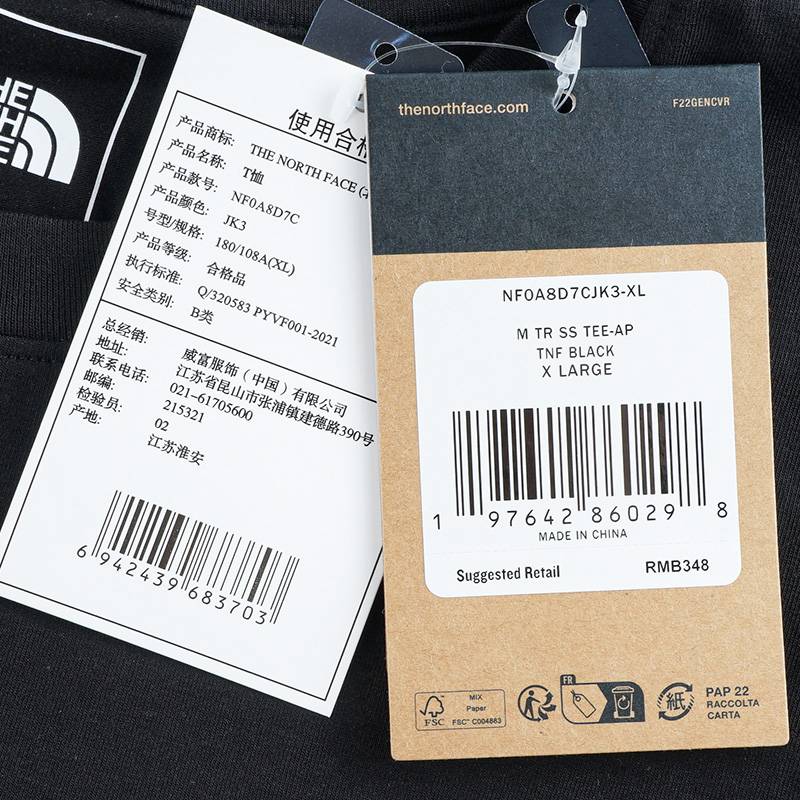 THE
NORTH
FACE
使用合格
产品商标: THE NORTH FACE
产品名称: T恤
产品款号: NF0A8D7C
产品颜色: JK3
号型/规格: 180/108A(XL)
产品等级: 合格品
执行标准: Q/320583 PYVF001-2021
安全类别: B类
总经销: 威富服饰（中国）有限公司
地址: 江苏省昆山市张浦镇建德路390号
联系电话: 021-61705600
邮编: 215321
检验员: 02
产地: 江苏淮安
6 942439 683703
thenorthface.com
F22GENCVR
NF0A8D7CJK3-XL
M TR SS TEE-AP
TNF BLACK
X LARGE
1 97642 86029 8
MADE IN CHINA
Suggested Retail RMB348
FSC
MIX
Paper
FSC™ C004863
FR
紙
PAP 22
RACCOLTA
CARTA